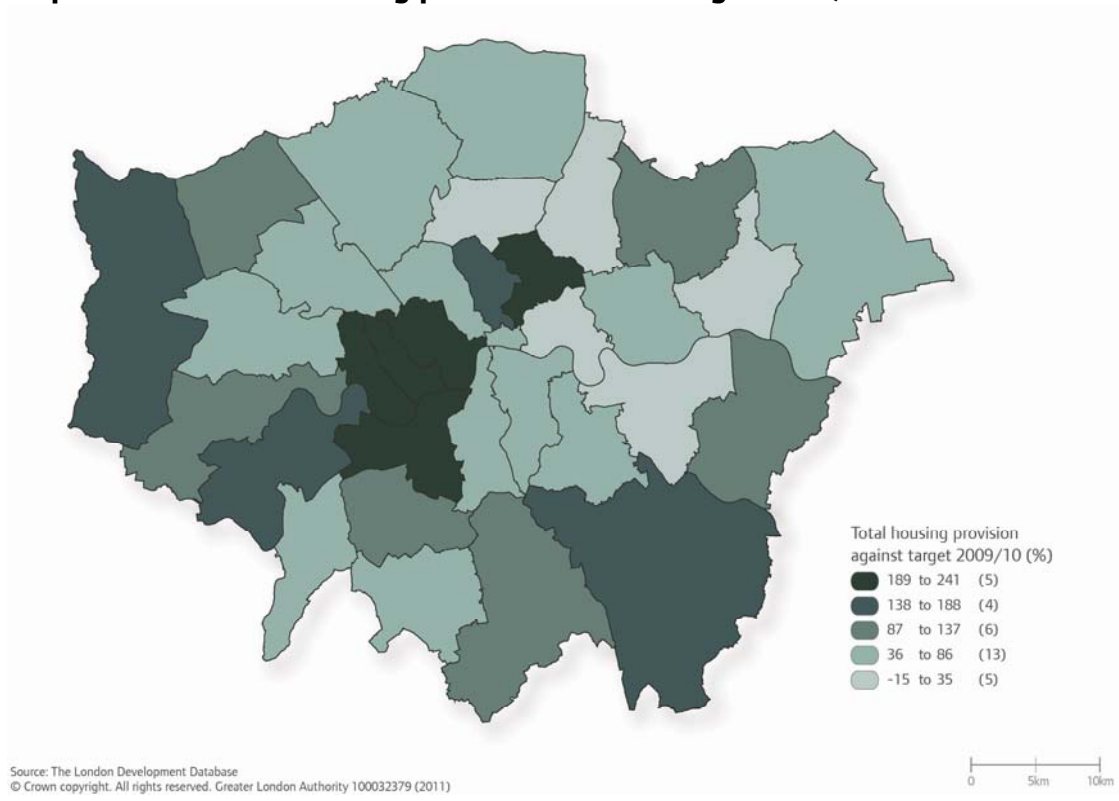 Total housing provision
against target 2009/10 (%)
189 to 241 (5)
138 to 188 (4)
87 to 137 (6)
36 to 86 (13)
-15 to 35 (5)
Source: The London Development Database
© Crown copyright. All rights reserved. Greater London Authority 100032379 (2011)
0 5km 10km